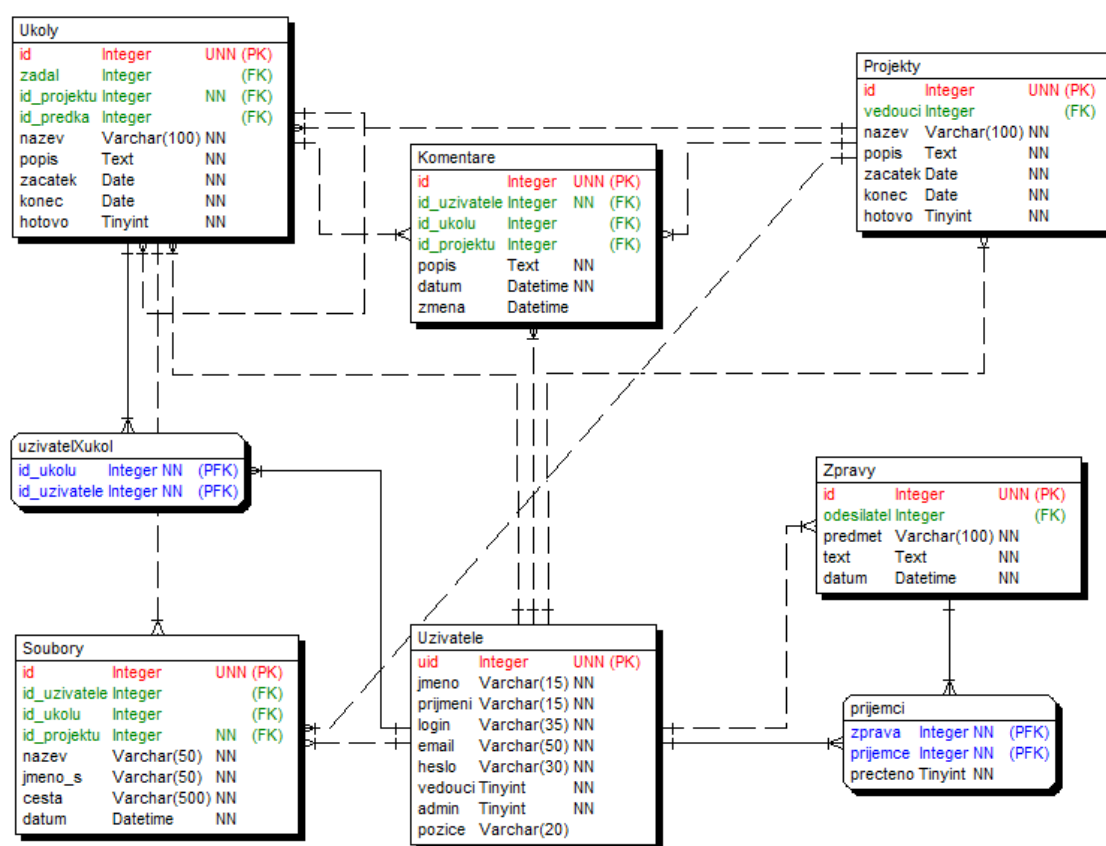 Ukoly
id Integer UNN (PK)
zadal Integer (FK)
id_projektu Integer NN (FK)
id_predka Integer (FK)
nazev Varchar(100) NN
popis Text NN
zacatek Date NN
konec Date NN
hotovo Tinyint NN
Projekty
id Integer UNN (PK)
vedouci Integer (FK)
nazev Varchar(100) NN
popis Text NN
zacatek Date NN
konec Date NN
hotovo Tinyint NN
Komentare
id Integer UNN (PK)
id_uzivatele Integer NN (FK)
id_ukolu Integer (FK)
id_projektu Integer (FK)
popis Text NN
datum Datetime NN
zmena Datetime
uzivatelXukol
id_ukolu Integer NN (PFK)
id_uzivatele Integer NN (PFK)
Zpravy
id Integer UNN (PK)
odesilatel Integer (FK)
predmet Varchar(100) NN
text Text NN
datum Datetime NN
Soubory
id Integer UNN (PK)
id_uzivatele Integer (FK)
id_ukolu Integer (FK)
id_projektu Integer NN (FK)
nazev Varchar(50) NN
jmeno_s Varchar(50) NN
cesta Varchar(500) NN
datum Datetime NN
Uzivatele
uid Integer UNN (PK)
jmeno Varchar(15) NN
prijmeni Varchar(15) NN
login Varchar(35) NN
email Varchar(50) NN
heslo Varchar(30) NN
vedouci Tinyint NN
admin Tinyint NN
pozice Varchar(20)
prijemci
zprava Integer NN (PFK)
prijemce Integer NN (PFK)
precteno Tinyint NN